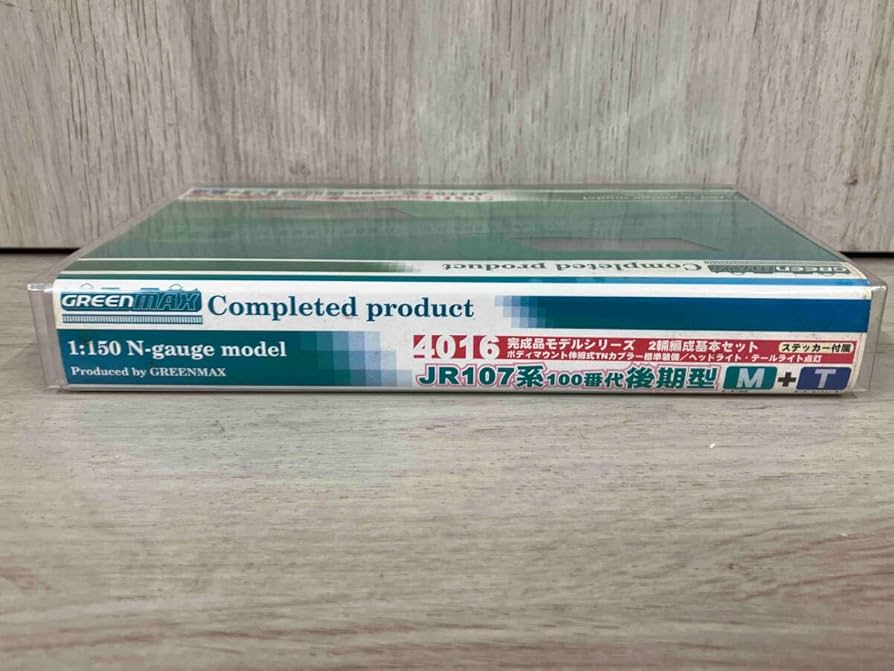 Completed product
GREENMAX
GREENMAX Completed product
1:150 N-gauge model
Produced by GREENMAX
4016 完成品モデルシリーズ 2輛編成基本セット ステッカー付属
ボディマウント伸縮式TNカプラー標準装備/ヘッドライト・テールライト点灯
JR107系100番代後期型 M+T